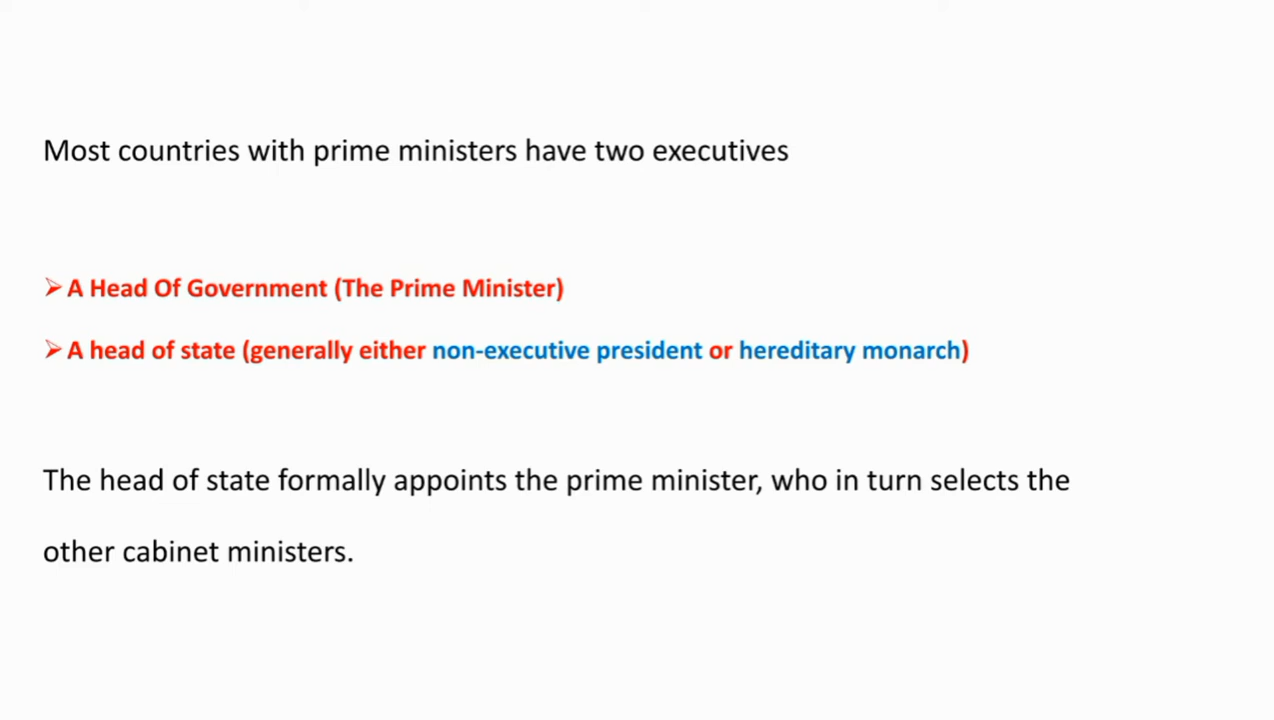 Most countries with prime ministers have two executives
➢A Head Of Government (The Prime Minister)
➢A head of state (generally either non-executive president or hereditary monarch)
The head of state formally appoints the prime minister, who in turn selects the
other cabinet ministers.